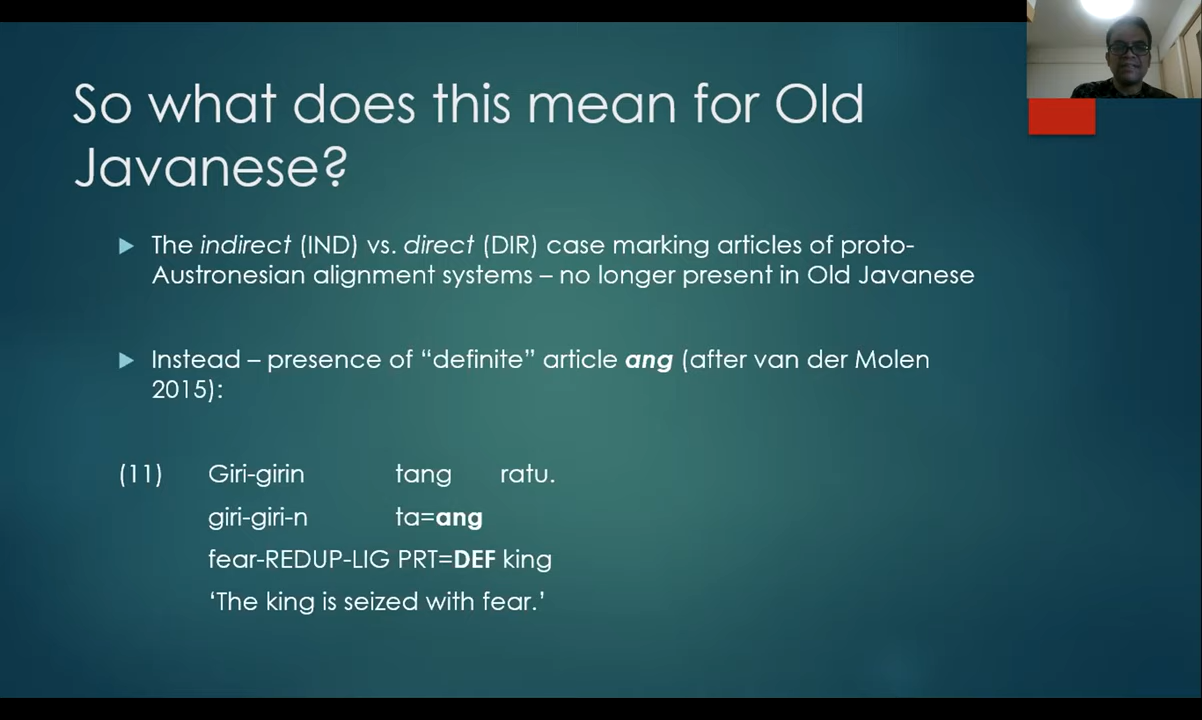 So what does this mean for Old
Javanese?
The indirect (IND) vs. direct (DIR) case marking articles of proto-
Austronesian alignment systems – no longer present in Old Javanese
Instead – presence of “definite” article ang (after van der Molen
2015):
(11) Giri-girin tang ratu.
giri-giri-n ta=ang
fear-REDUP-LIG PRT=DEF king
‘The king is seized with fear.’